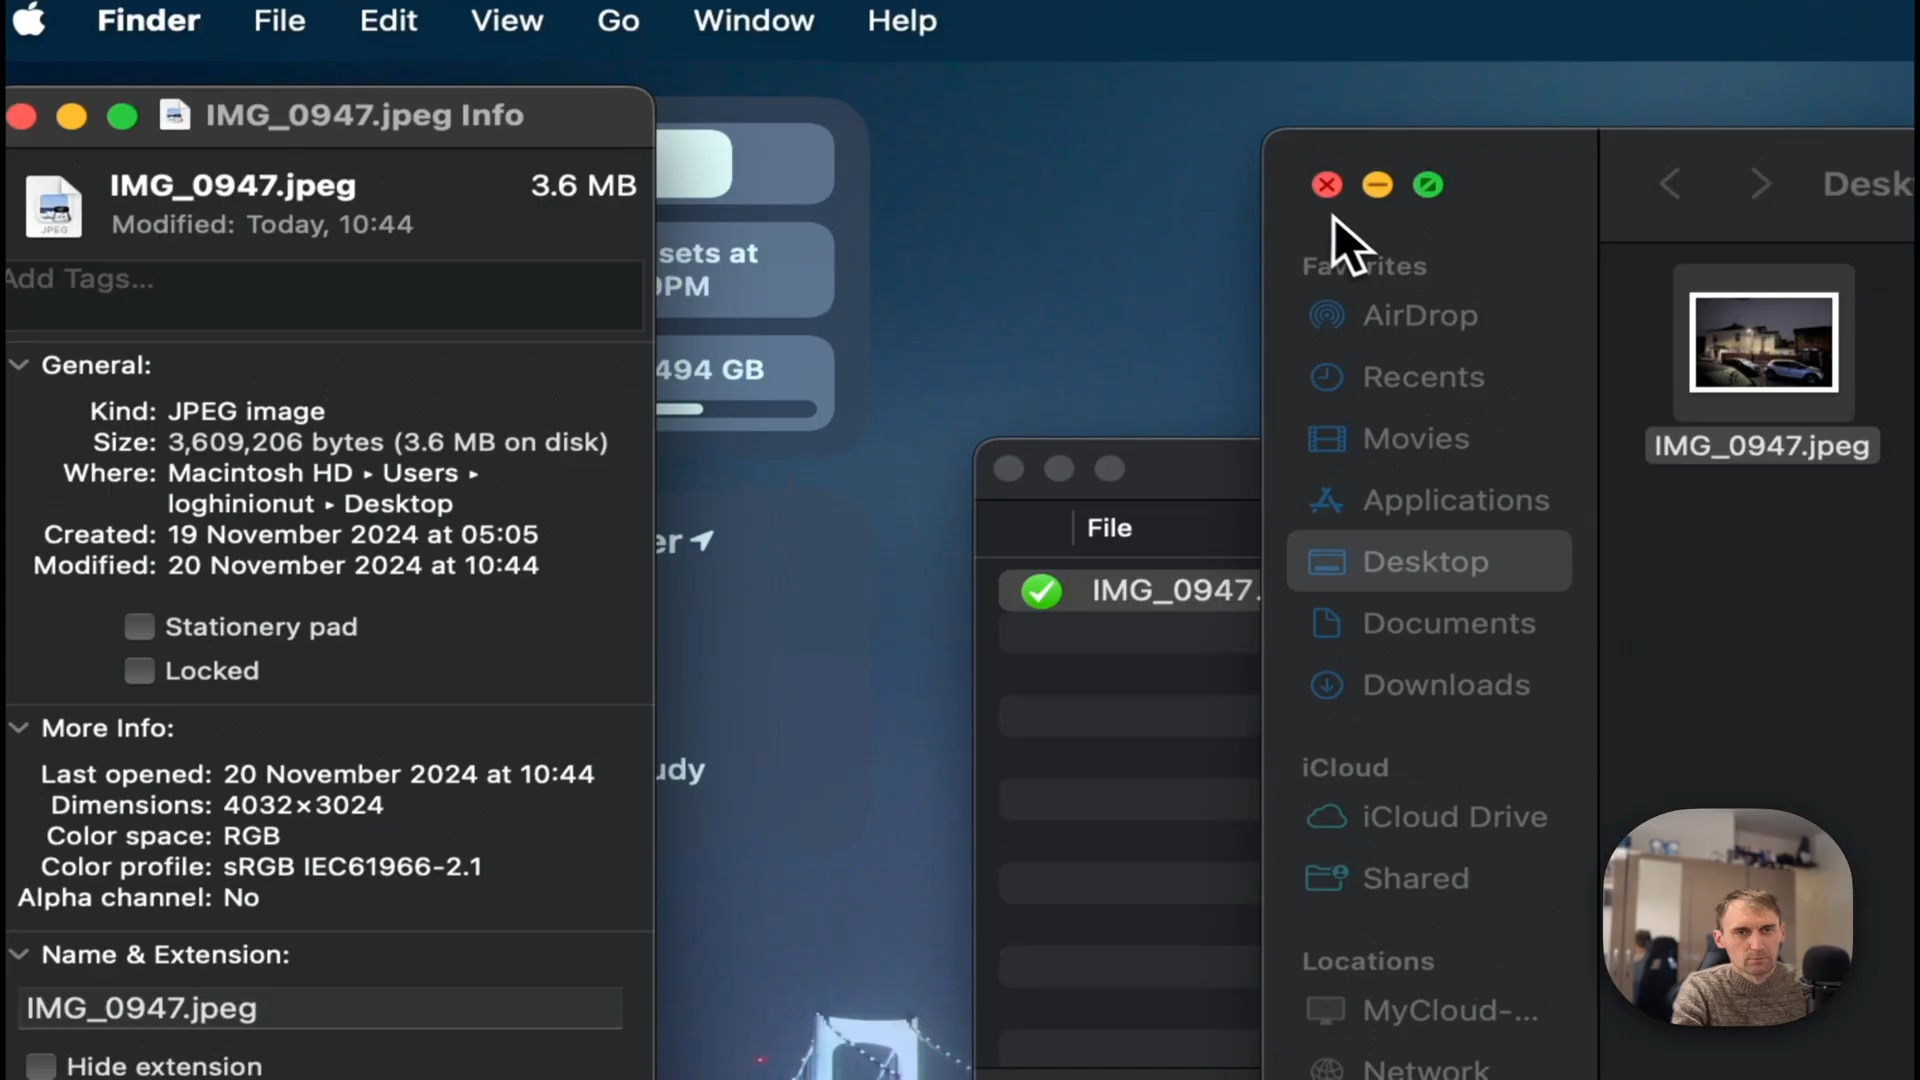 Finder File Edit View Go Window Help
IMG_0947.jpeg Info
IMG_0947.jpeg 3.6 MB
Modified: Today, 10:44
Add Tags...
General:
Kind: JPEG image
Size: 3,609,206 bytes (3.6 MB on disk)
Where: Macintosh HD ▸ Users ▸
loghinionut ▸ Desktop
Created: 19 November 2024 at 05:05
Modified: 20 November 2024 at 10:44
Stationery pad
Locked
More Info:
Last opened: 20 November 2024 at 10:44
Dimensions: 4032×3024
Color space: RGB
Color profile: sRGB IEC61966-2.1
Alpha channel: No
Name & Extension:
IMG_0947.jpeg
Hide extension
sets at
0PM
494 GB
er
udy
File
IMG_0947.
Favorites
AirDrop
Recents
Movies
Applications
Desktop
Documents
Downloads
iCloud
iCloud Drive
Shared
Locations
MyCloud-...
Network
Desk
IMG_0947.jpeg
JPEG